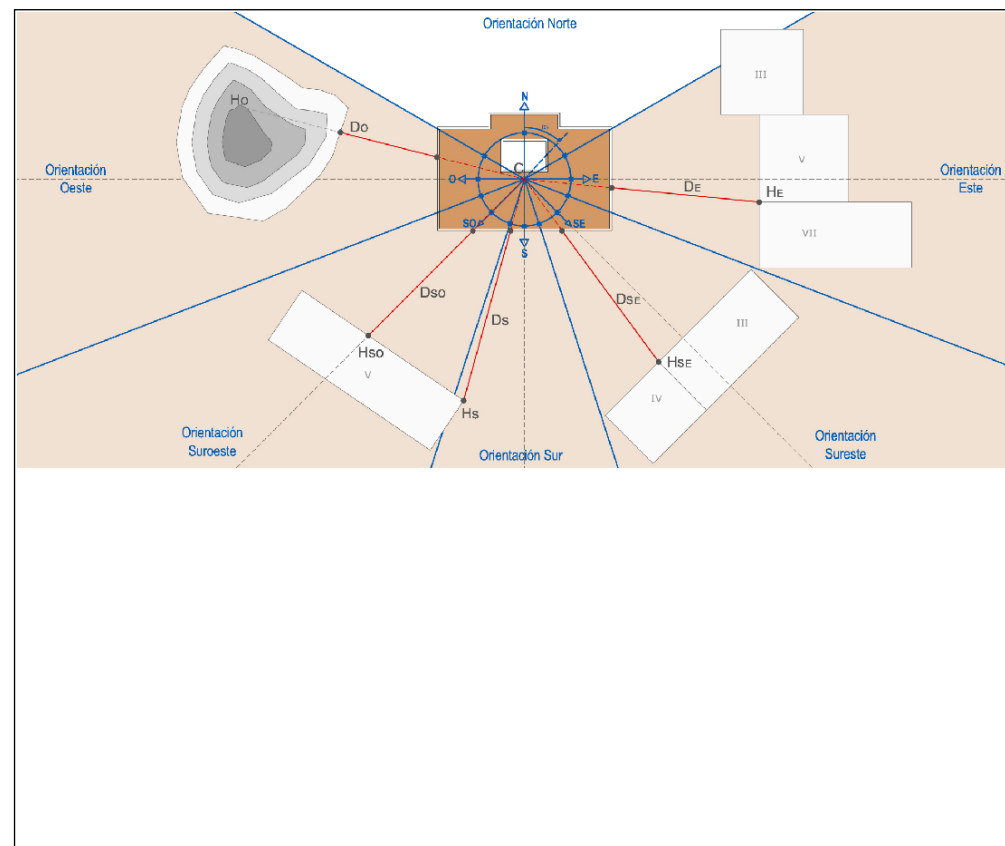 Orientación Norte
III
N
Ho
Do
C
V
Orientación
Oeste
O
E
DE
HE
Orientación
Este
SO
SE
S
VII
Dso
Ds
DSE
III
Hso
V
HSE
Hs
IV
Orientación
Suroeste
Orientación Sur
Orientación
Sureste